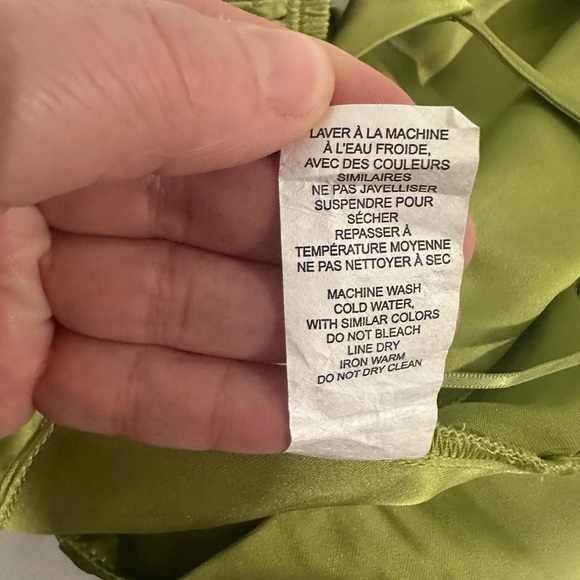 LAVER À LA MACHINE
À L'EAU FROIDE,
AVEC DES COULEURS
SIMILAIRES
NE PAS JAVELLISER
SUSPENDRE POUR
SÉCHER
REPASSER À
TEMPÉRATURE MOYENNE
NE PAS NETTOYER À SEC
MACHINE WASH
COLD WATER,
WITH SIMILAR COLORS
DO NOT BLEACH
LINE DRY
IRON WARM
DO NOT DRY CLEAN